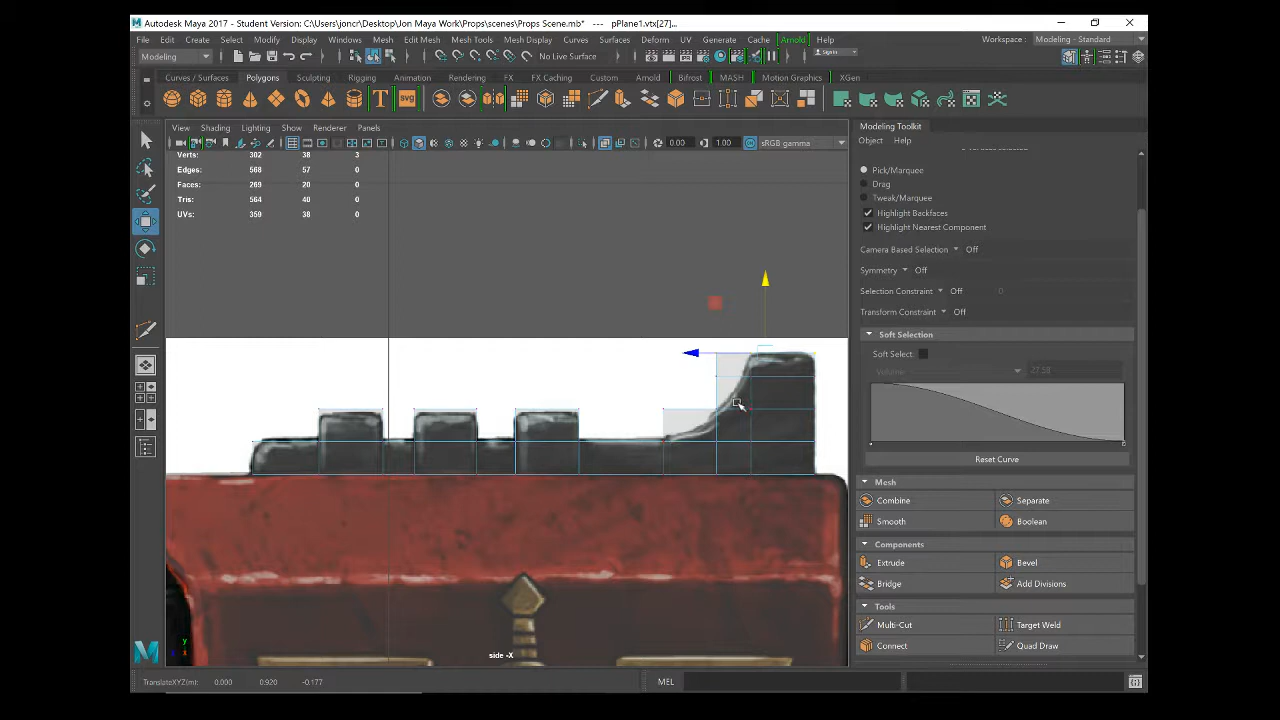 Autodesk Maya 2017 - Student Version: C:\Users\joncr\Desktop\Jon Maya Work\Props\scenes\Props Scene.mb* --- pPlane1.vtx[27]...
File Edit Create Select Modify Display Windows Mesh Edit Mesh Mesh Tools Mesh Display Curves Surfaces Deform UV Generate Cache Arnold Help
Workspace : Modeling - Standard
Modeling No Live Surface Sign in
Curves / Surfaces Polygons Sculpting Rigging Animation Rendering FX FX Caching Custom Arnold Bifrost MASH Motion Graphics XGen
T svg
View Shading Lighting Show Renderer Panels
0.00 1.00 sRGB gamma
Verts: 302 38 3
Edges: 568 57 0
Faces: 269 20 0
Tris: 564 40 0
UVs: 359 38 0
side -X
Modeling Toolkit
Object Help
Pick/Marquee
Drag
Tweak/Marquee
Highlight Backfaces
Highlight Nearest Component
Camera Based Selection Off
Symmetry Off
Selection Constraint Off 0
Transform Constraint Off
Soft Selection
Soft Select
Volume 27.58
Reset Curve
Mesh
Combine Separate
Smooth Boolean
Components
Extrude Bevel
Bridge Add Divisions
Tools
Multi-Cut Target Weld
Connect Quad Draw
TranslateXYZ(m): 0.000 0.920 -0.177
MEL